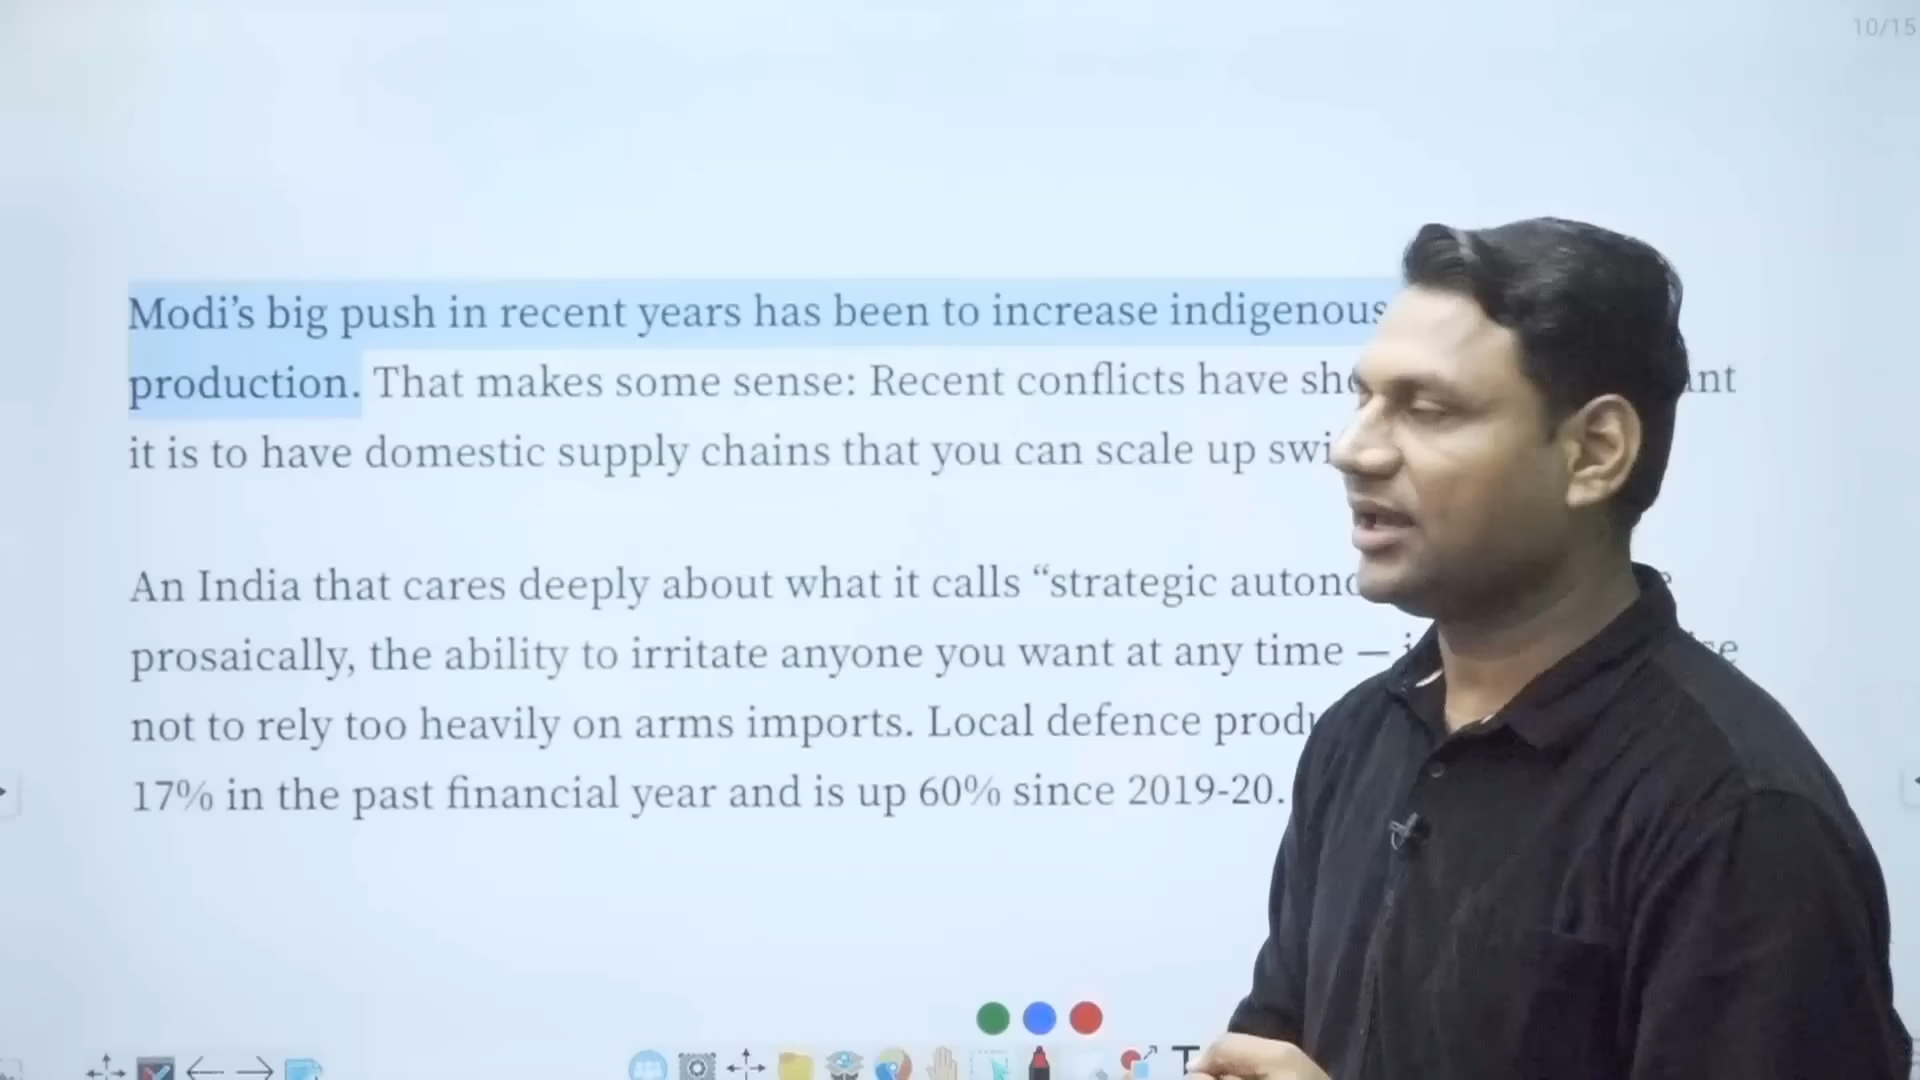 10/15
Modi’s big push in recent years has been to increase indigenous
production. That makes some sense: Recent conflicts have
it is to have domestic supply chains that you can scale up
An India that cares deeply about what it calls “strategic
prosaically, the ability to irritate anyone you want at any time —
not to rely too heavily on arms imports. Local defence
17% in the past financial year and is up 60% since 2019-20.
T